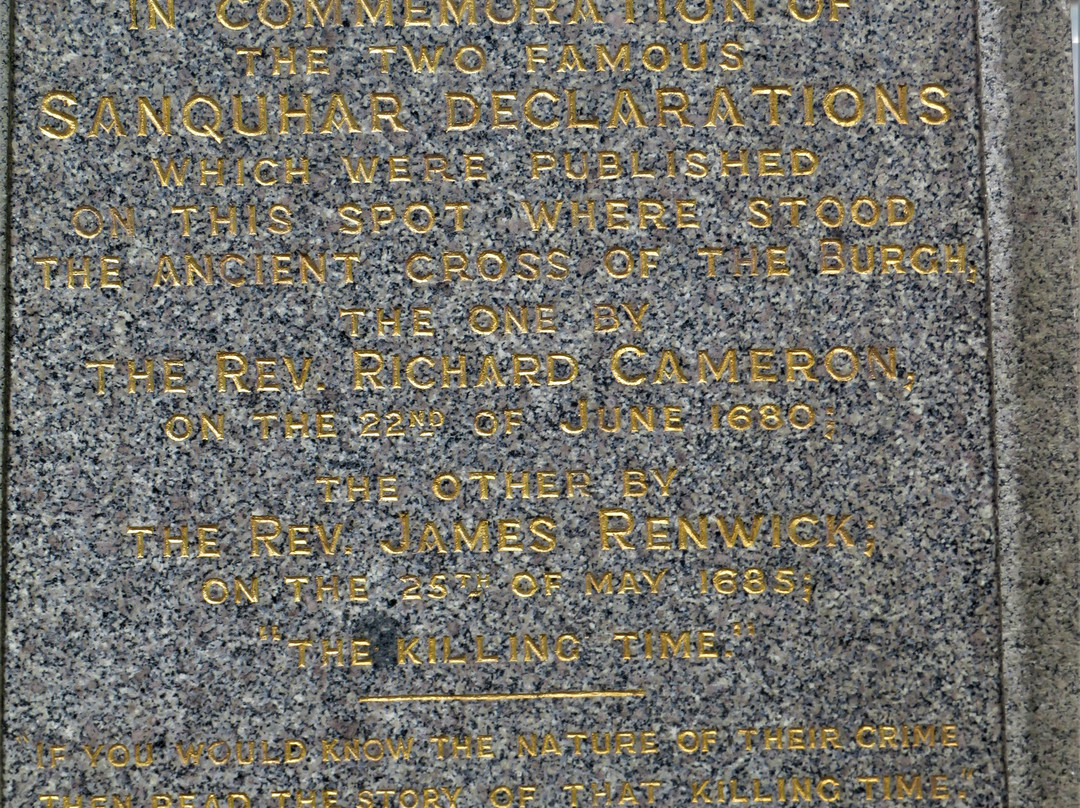 IN COMMEMORATION OF
THE TWO FAMOUS
SANQUHAR DECLARATIONS
WHICH WERE PUBLISHED
ON THIS SPOT WHERE STOOD
THE ANCIENT CROSS OF THE BURGH,
THE ONE BY
THE REV. RICHARD CAMERON,
ON THE 22ND OF JUNE 1680;
THE OTHER BY
THE REV. JAMES RENWICK;
ON THE 25TH OF MAY 1685;
"THE KILLING TIME."
"IF YOU WOULD KNOW THE NATURE OF THEIR CRIME
THEN READ THE STORY OF THAT KILLING TIME."